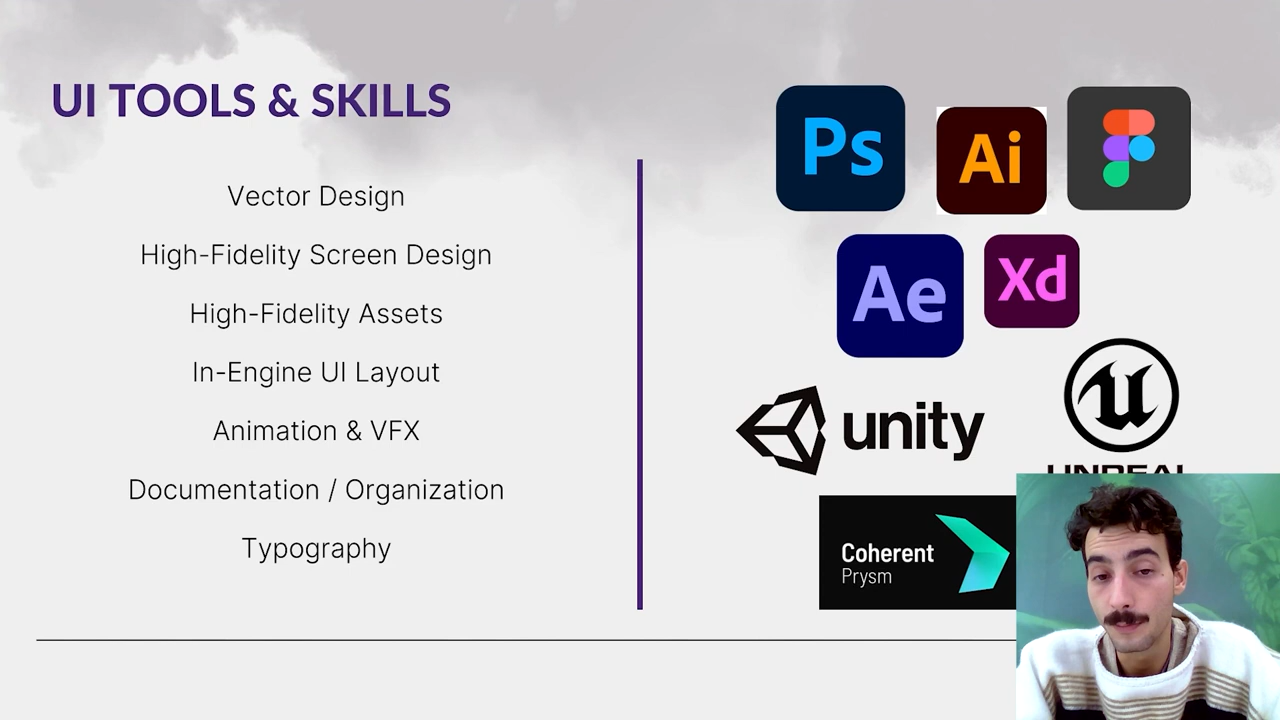 UI TOOLS & SKILLS
Vector Design
High-Fidelity Screen Design
High-Fidelity Assets
In-Engine UI Layout
Animation & VFX
Documentation / Organization
Typography
Ps
Ai
Ae
Xd
unity
UNREAL
Coherent
Prysm